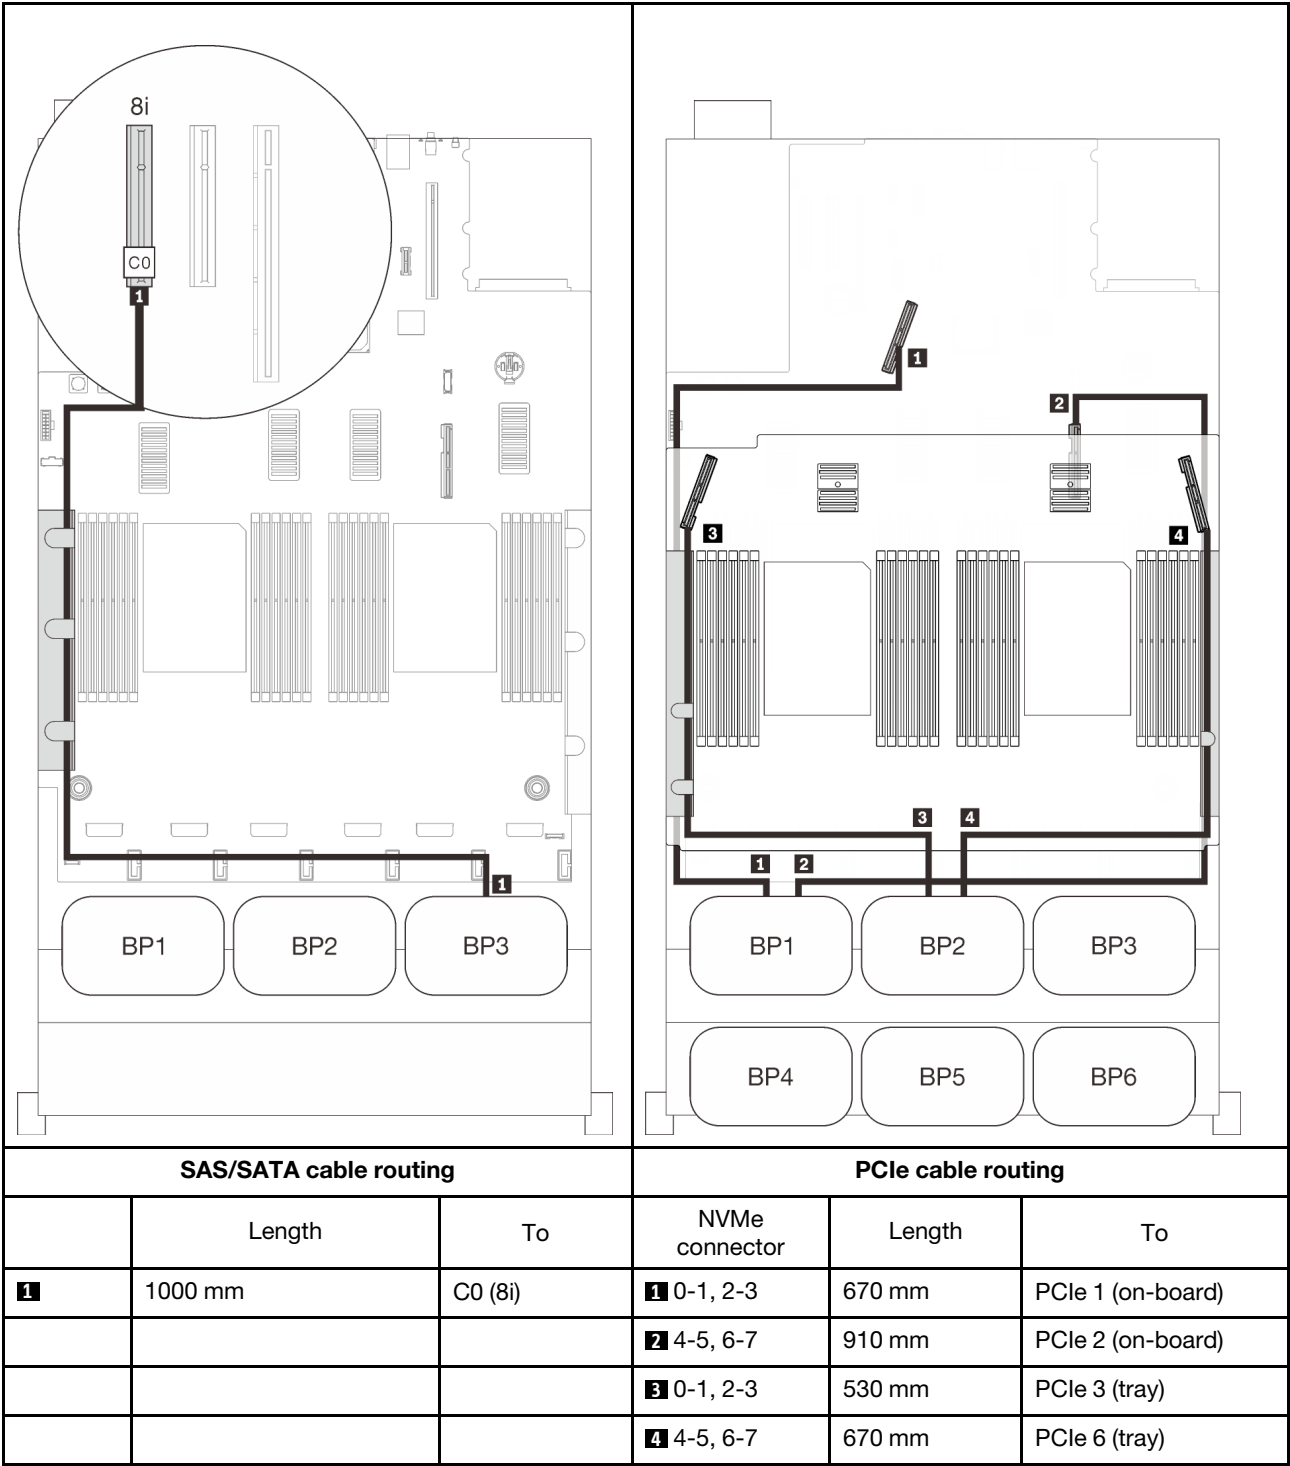 8i
C0
1
1
BP1
BP2
BP3
1
2
3
4
3
4
1
2
BP1
BP2
BP3
BP4
BP5
BP6
SAS/SATA cable routing
PCIe cable routing
Length
To
NVMe
connector
Length
To
1
1000 mm
C0 (8i)
1 0-1, 2-3
670 mm
PCIe 1 (on-board)
2 4-5, 6-7
910 mm
PCIe 2 (on-board)
3 0-1, 2-3
530 mm
PCIe 3 (tray)
4 4-5, 6-7
670 mm
PCIe 6 (tray)